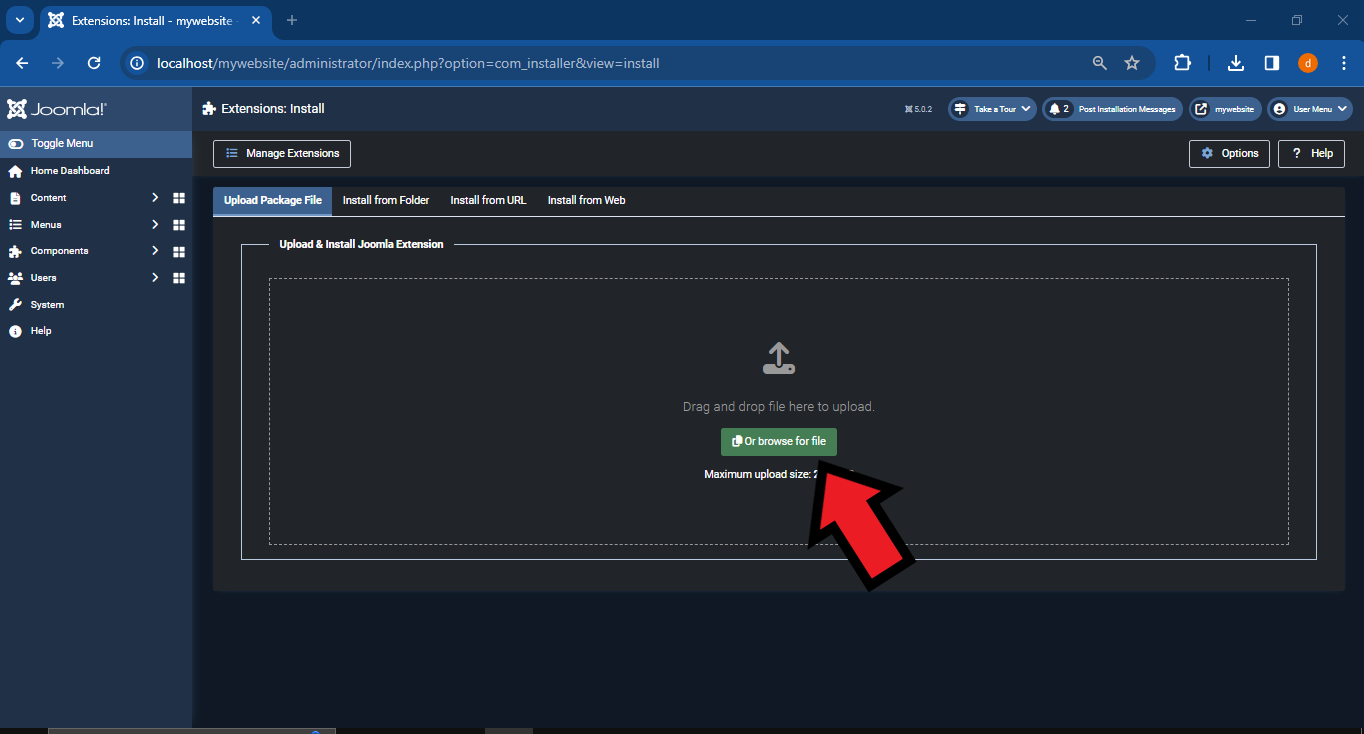 Extensions: Install - mywebsite
localhost/mywebsite/administrator/index.php?option=com_installer&view=install
d
Joomla!®
Extensions: Install
5.0.2
Take a Tour
2 Post Installation Messages
mywebsite
User Menu
Toggle Menu
Home Dashboard
Content
Menus
Components
Users
System
Help
Manage Extensions
Options
? Help
Upload Package File
Install from Folder
Install from URL
Install from Web
Upload & Install Joomla Extension
Drag and drop file here to upload.
Or browse for file
Maximum upload size: